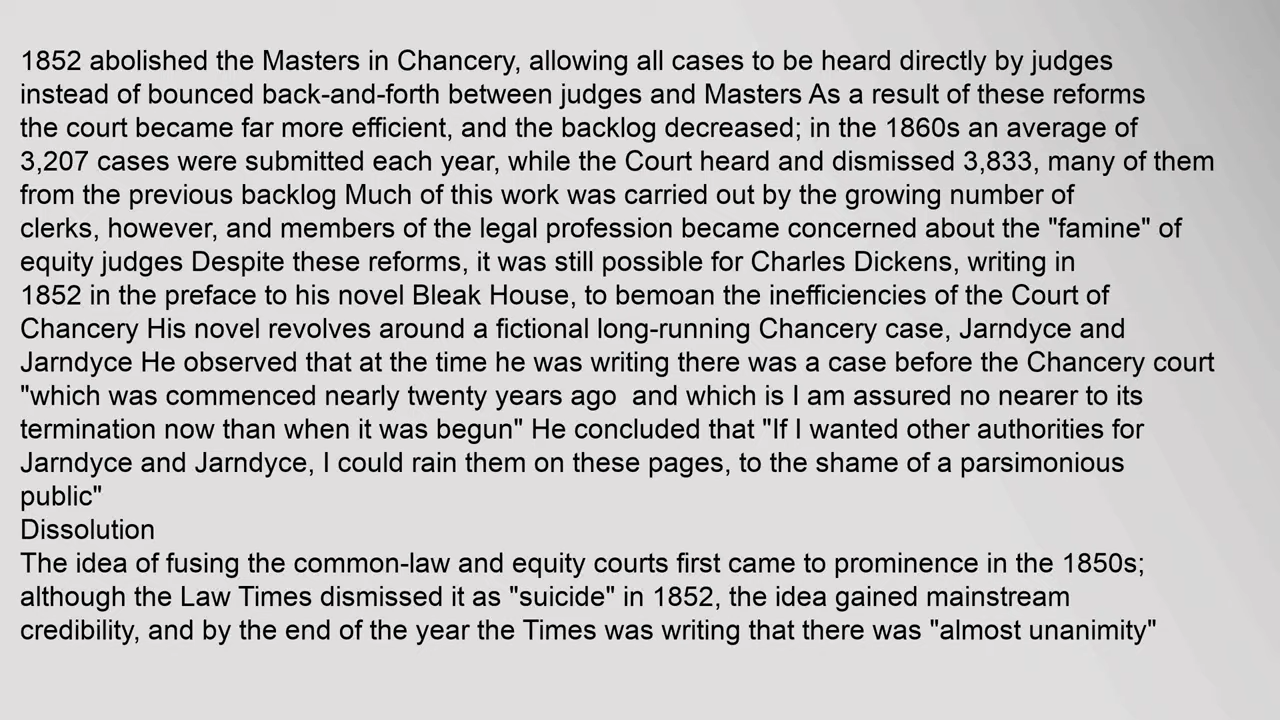 1852 abolished the Masters in Chancery, allowing all cases to be heard directly by judges
instead of bounced back-and-forth between judges and Masters As a result of these reforms
the court became far more efficient, and the backlog decreased; in the 1860s an average of
3,207 cases were submitted each year, while the Court heard and dismissed 3,833, many of them
from the previous backlog Much of this work was carried out by the growing number of
clerks, however, and members of the legal profession became concerned about the "famine" of
equity judges Despite these reforms, it was still possible for Charles Dickens, writing in
1852 in the preface to his novel Bleak House, to bemoan the inefficiencies of the Court of
Chancery His novel revolves around a fictional long-running Chancery case, Jarndyce and
Jarndyce He observed that at the time he was writing there was a case before the Chancery court
"which was commenced nearly twenty years ago  and which is I am assured no nearer to its
termination now than when it was begun" He concluded that "If I wanted other authorities for
Jarndyce and Jarndyce, I could rain them on these pages, to the shame of a parsimonious
public"
Dissolution
The idea of fusing the common-law and equity courts first came to prominence in the 1850s;
although the Law Times dismissed it as "suicide" in 1852, the idea gained mainstream
credibility, and by the end of the year the Times was writing that there was "almost unanimity"